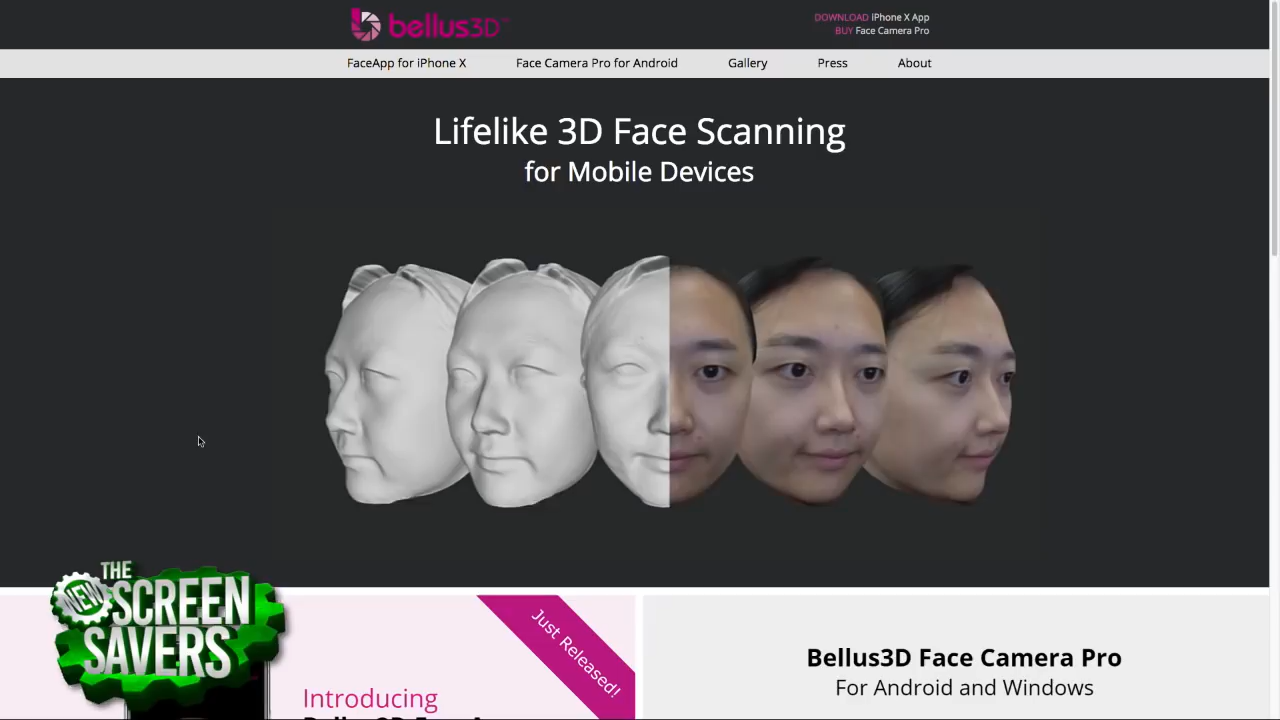 bellus3D™
DOWNLOAD iPhone X App
BUY Face Camera Pro
FaceApp for iPhone X
Face Camera Pro for Android
Gallery
Press
About
Lifelike 3D Face Scanning
for Mobile Devices
THE
NEW
SCREEN
SAVERS
Just Released!
Introducing
Bellus3D Face Camera Pro
For Android and Windows